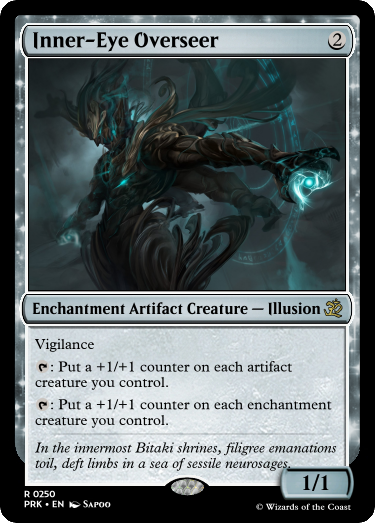 Inner-Eye Overseer 2
Enchantment Artifact Creature — Illusion
Vigilance
: Put a +1/+1 counter on each artifact
creature you control.
: Put a +1/+1 counter on each enchantment
creature you control.
In the innermost Bitaki shrines, filigree emanations
toil, deft limbs in a sea of sessile neurosages.
1/1
R 0250
PRK • EN Sapoo
© Wizards of the Coast